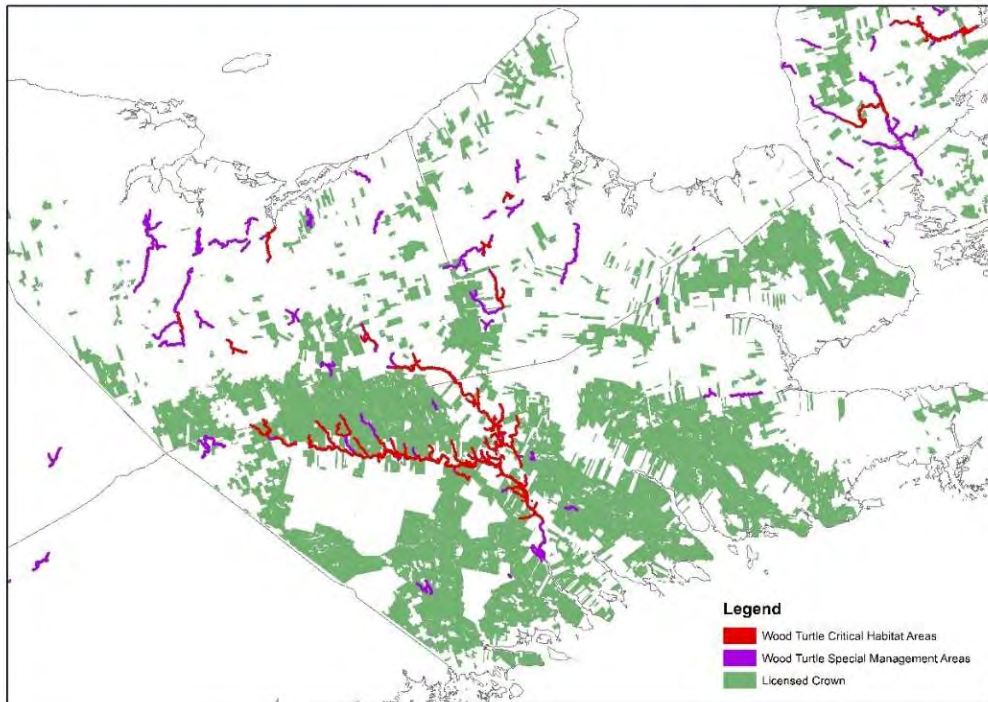 Legend
Wood Turtle Critical Habitat Areas
Wood Turtle Special Management Areas
Licensed Crown